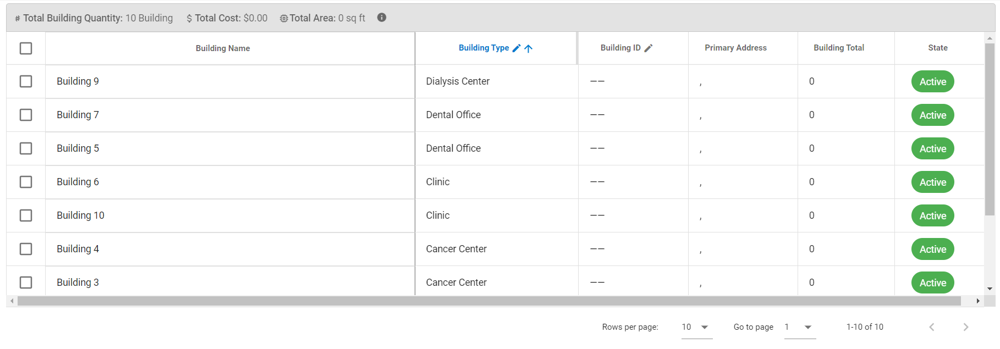 # Total Building Quantity: 10 Building $ Total Cost: $0.00 Total Area: 0 sq ft
Building Name Building Type Building ID Primary Address Building Total State
Building 9 Dialysis Center —— , 0 Active
Building 7 Dental Office —— , 0 Active
Building 5 Dental Office —— , 0 Active
Building 6 Clinic —— , 0 Active
Building 10 Clinic —— , 0 Active
Building 4 Cancer Center —— , 0 Active
Building 3 Cancer Center —— , 0 Active
Rows per page: 10 Go to page 1 1-10 of 10